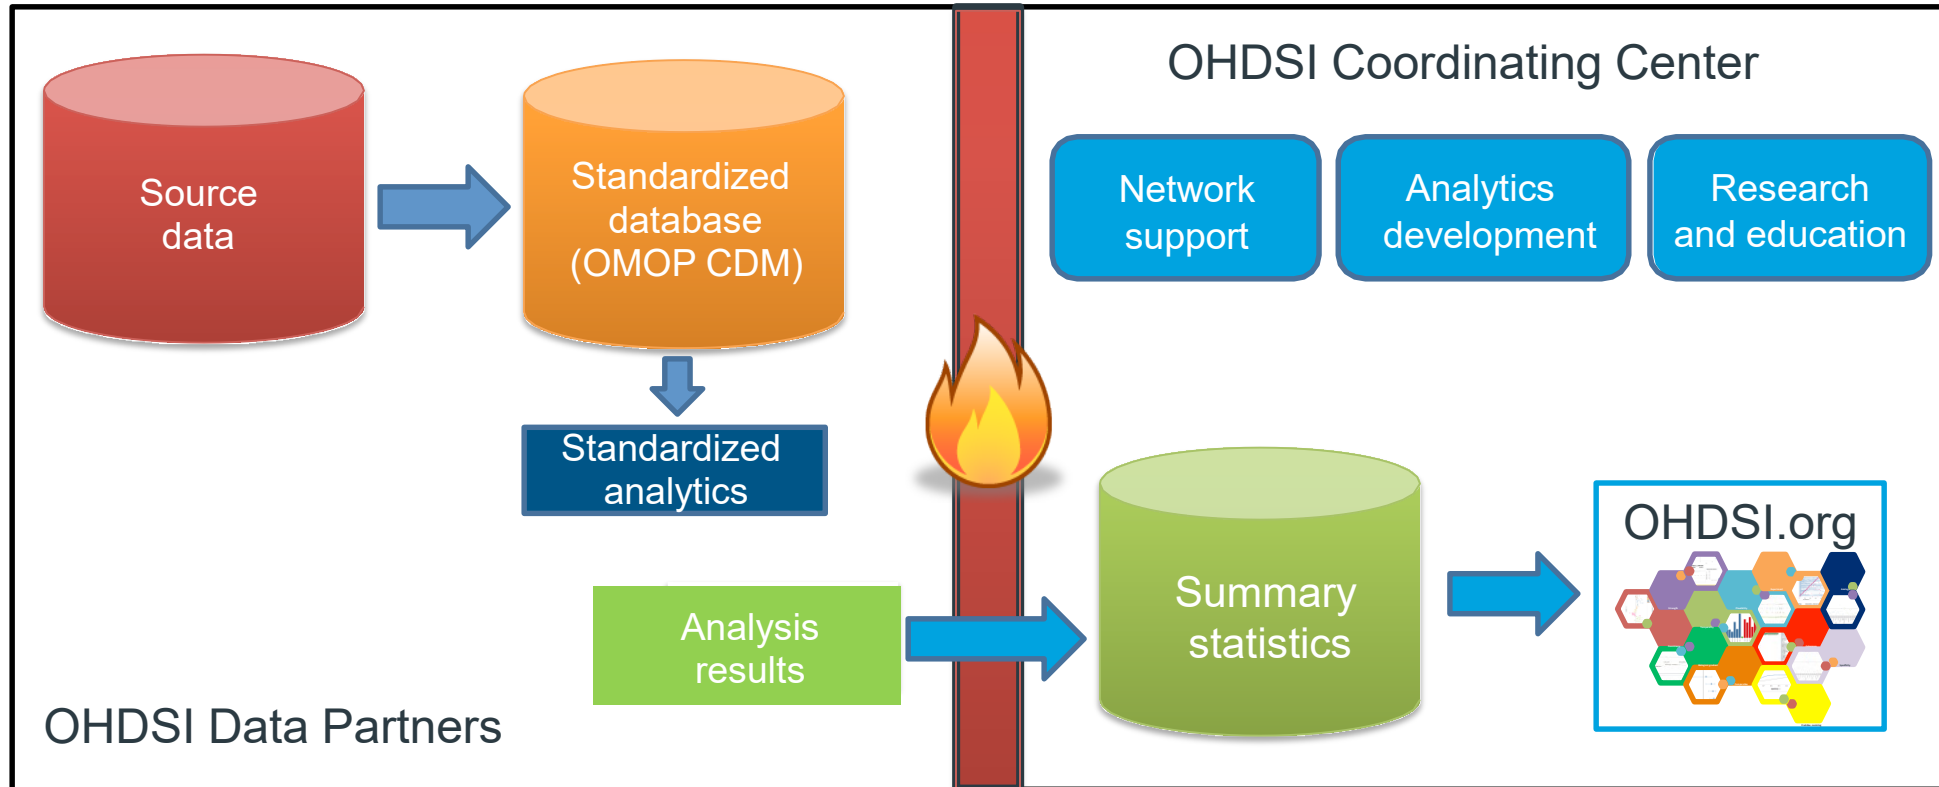 Source
data
Standardized
database
(OMOP CDM)
Standardized
analytics
Analysis
results
OHDSI Data Partners
OHDSI Coordinating Center
Network
support
Analytics
development
Research
and education
Summary
statistics
OHDSI.org